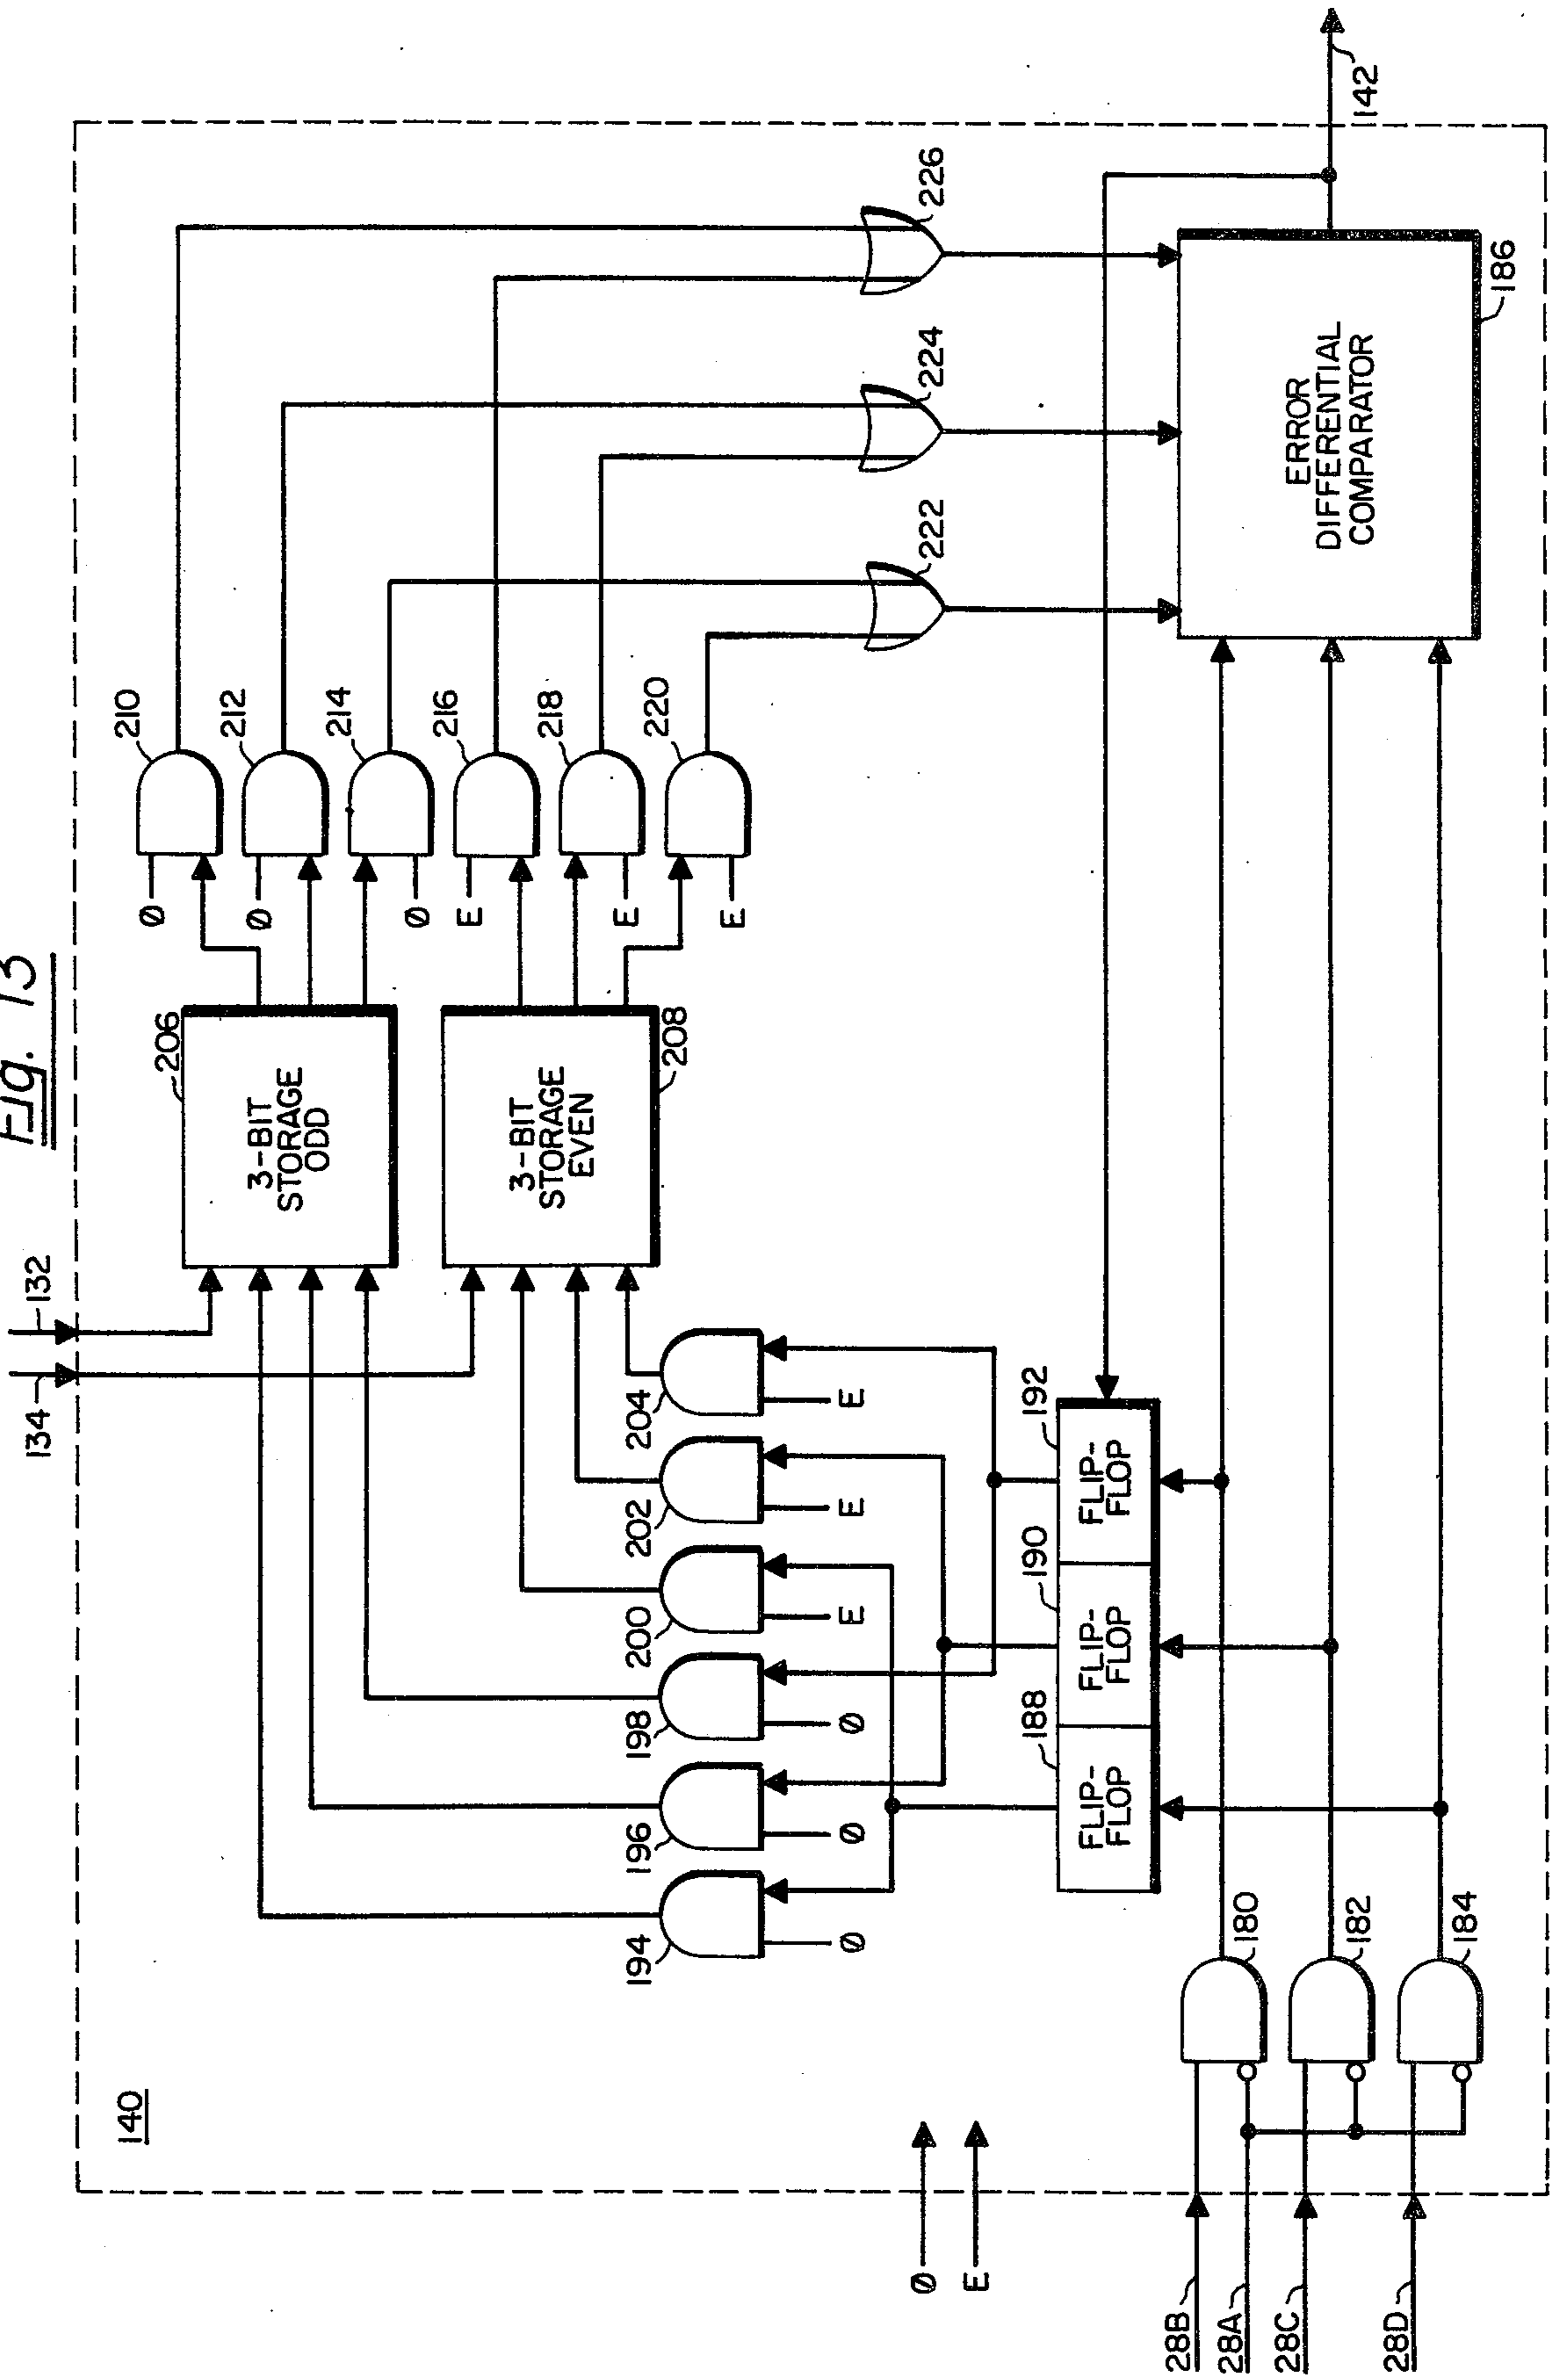 Fig. 13
134
132
140
206
3-BIT
STORAGE
ODD
3-BIT
STORAGE
EVEN
208
Ø
210
Ø
212
214
Ø
E
216
218
E
220
E
194
Ø
196
Ø
198
Ø
200
E
202
E
204
E
222
224
226
188
190
192
FLIP-
FLOP
FLIP-
FLOP
FLIP-
FLOP
Ø
E
28B
28A
28C
28D
180
182
184
ERROR
DIFFERENTIAL
COMPARATOR
186
142